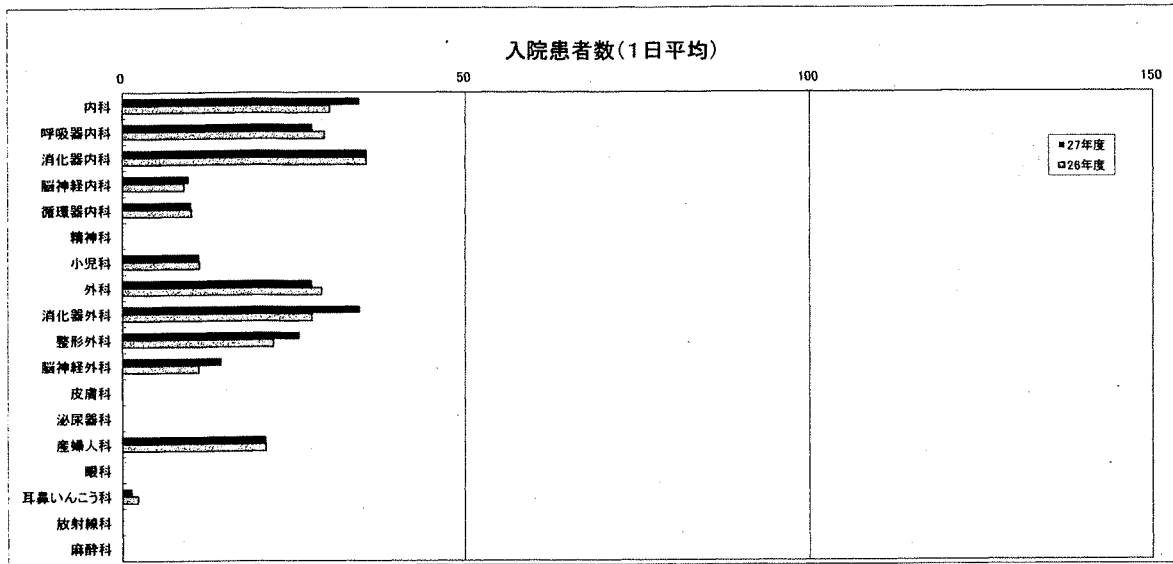 入院患者数(1日平均)
0 50 100 150
内科
呼吸器内科
消化器内科
脳神経内科
循環器内科
精神科
小児科
外科
消化器外科
整形外科
脳神経外科
皮膚科
泌尿器科
産婦人科
眼科
耳鼻いんこう科
放射線科
麻酔科
27年度
26年度